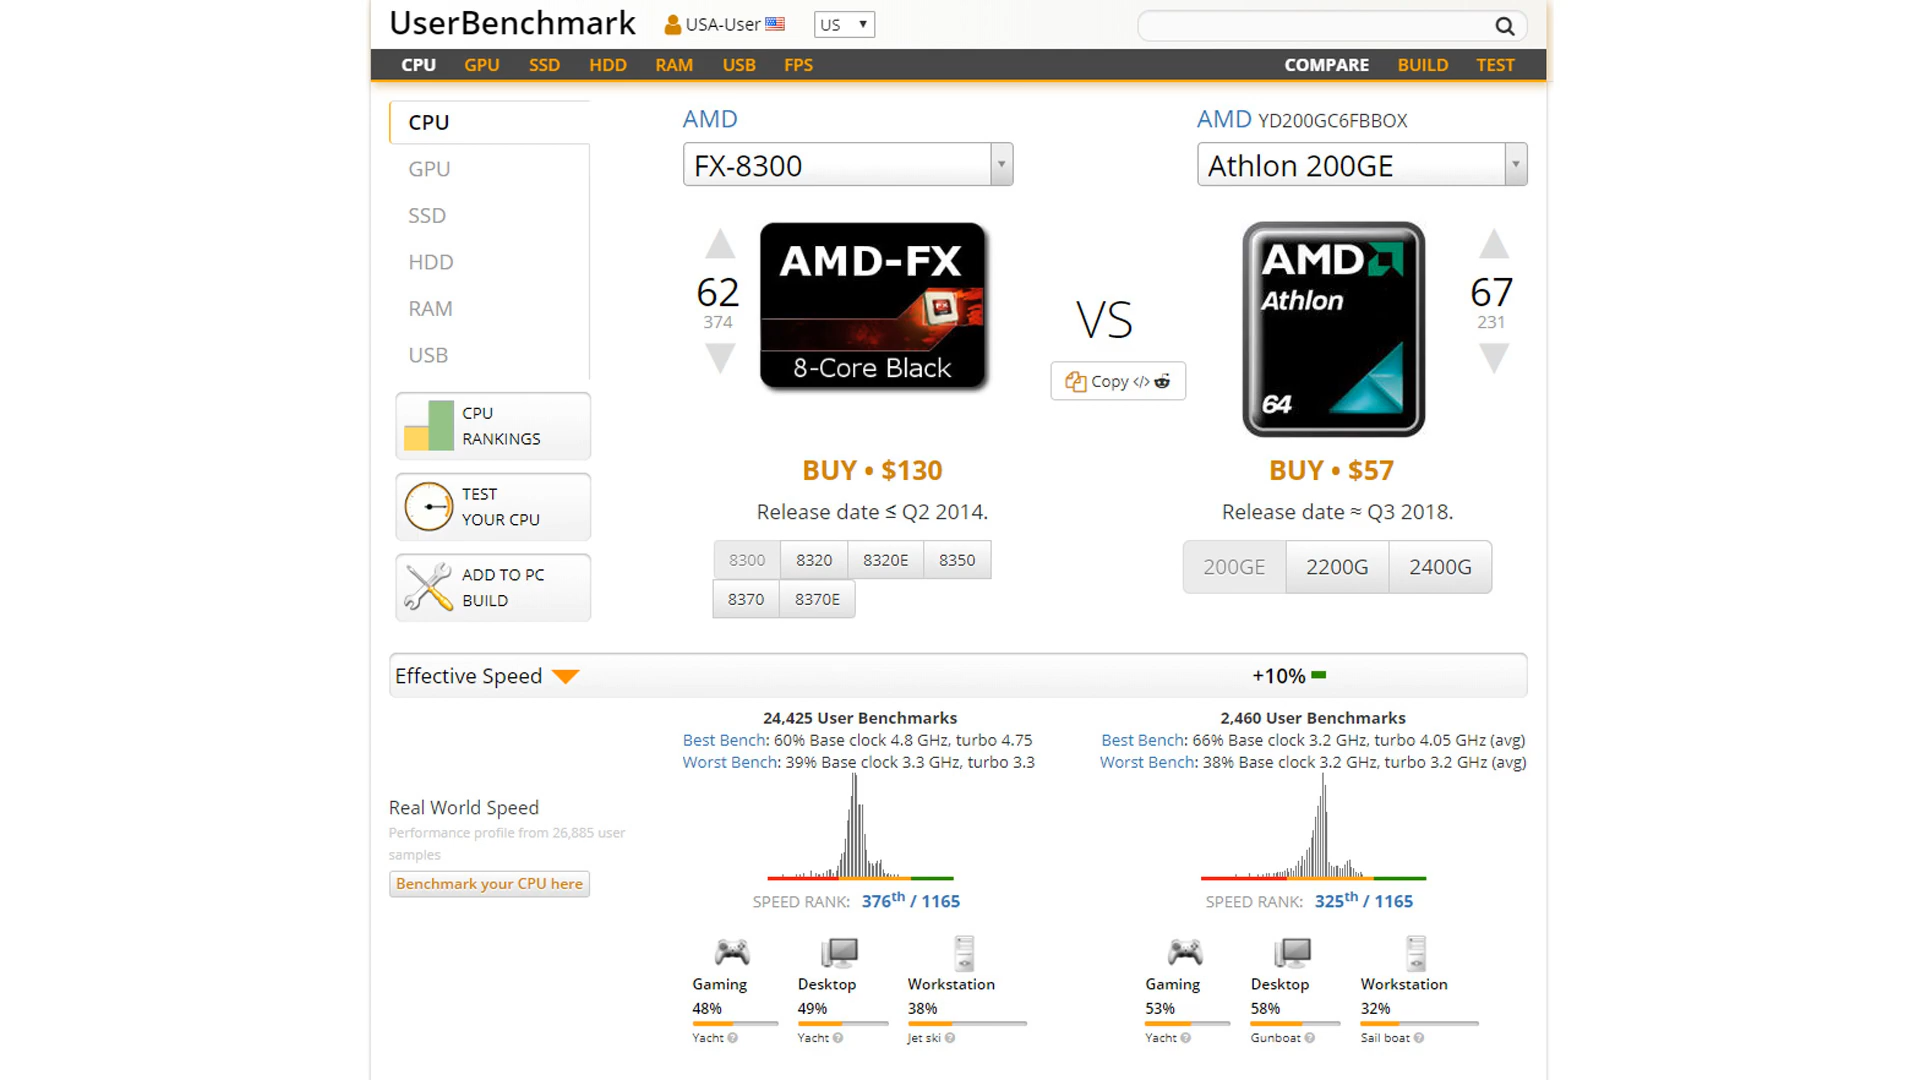 UserBenchmark USA-User US
CPU GPU SSD HDD RAM USB FPS COMPARE BUILD TEST
CPU
GPU
SSD
HDD
RAM
USB
CPU
RANKINGS
TEST
YOUR CPU
ADD TO PC
BUILD
AMD
FX-8300
62
374
AMD-FX
8-Core Black
VS
Copy </>
AMD YD200GC6FBBOX
Athlon 200GE
AMD
Athlon
64
67
231
BUY • $130
Release date ≤ Q2 2014.
8300 8320 8320E 8350
8370 8370E
BUY • $57
Release date ≈ Q3 2018.
200GE 2200G 2400G
Effective Speed +10%
Real World Speed
Performance profile from 26,885 user
samples
Benchmark your CPU here
24,425 User Benchmarks
Best Bench: 60% Base clock 4.8 GHz, turbo 4.75
Worst Bench: 39% Base clock 3.3 GHz, turbo 3.3
SPEED RANK: 376th / 1165
Gaming Desktop Workstation
48% 49% 38%
Yacht Yacht Jet ski
2,460 User Benchmarks
Best Bench: 66% Base clock 3.2 GHz, turbo 4.05 GHz (avg)
Worst Bench: 38% Base clock 3.2 GHz, turbo 3.2 GHz (avg)
SPEED RANK: 325th / 1165
Gaming Desktop Workstation
53% 58% 32%
Yacht Gunboat Sail boat